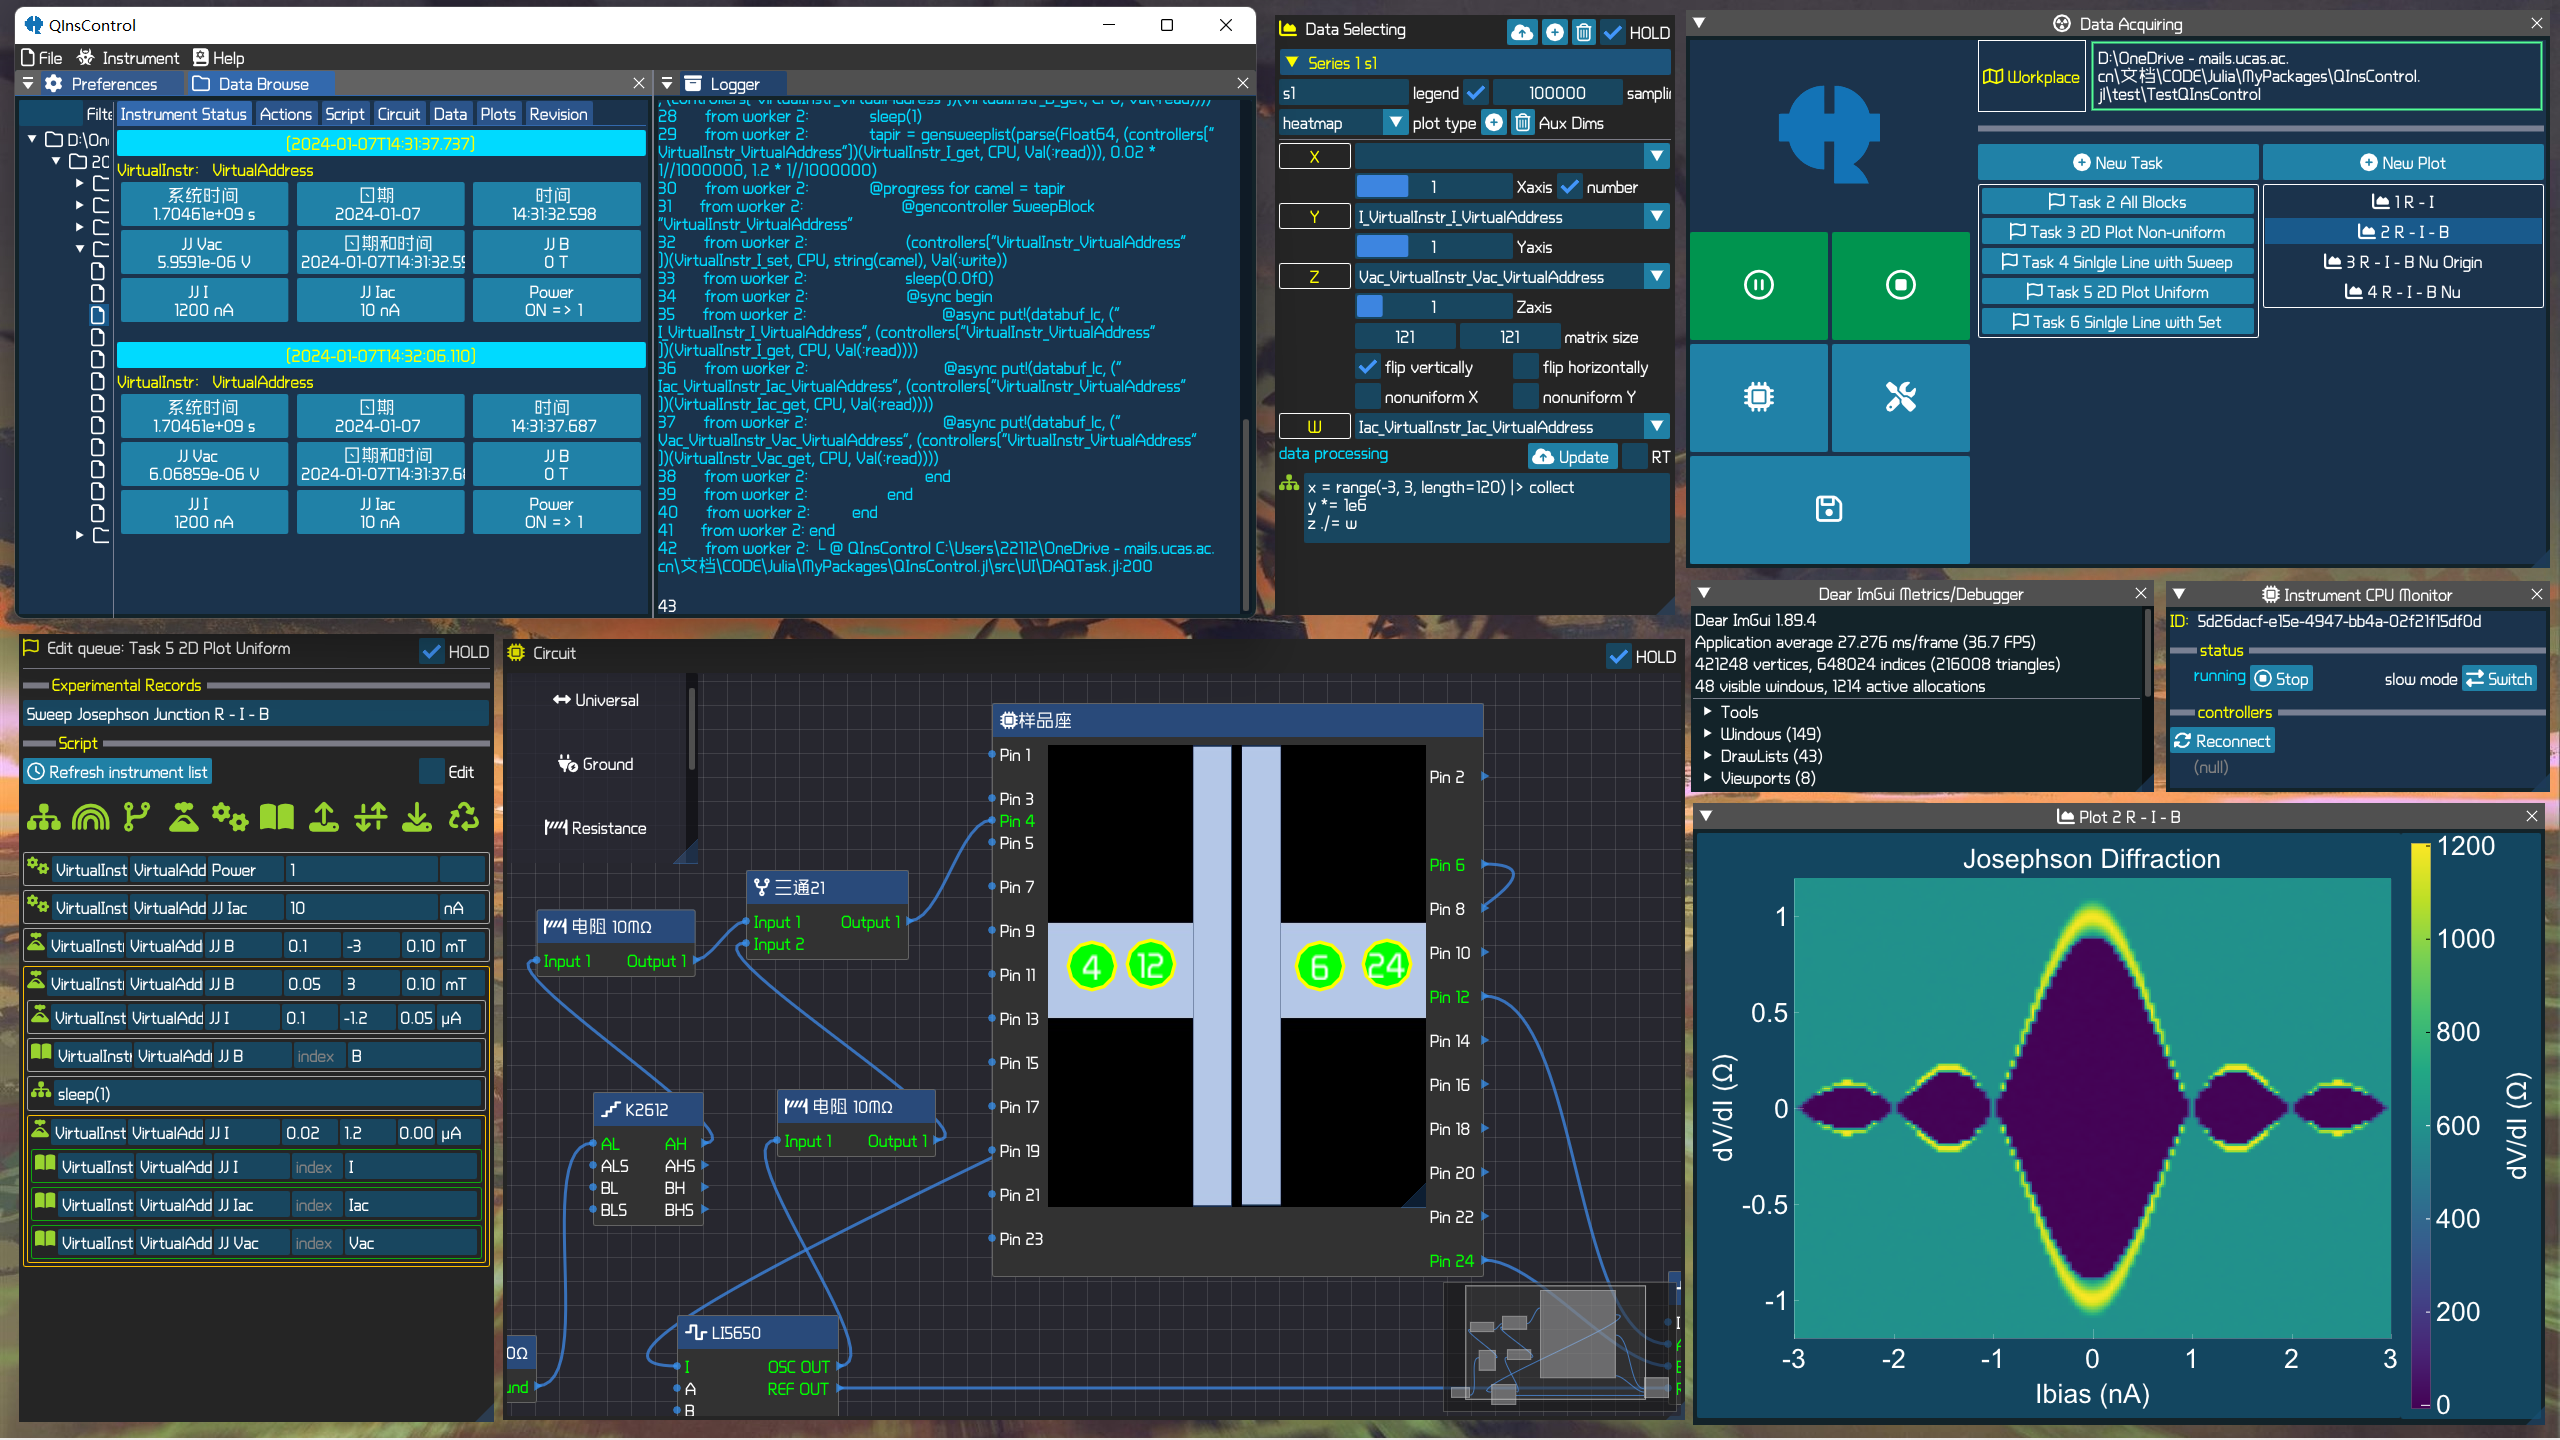 QInsControl
File Instrument Help
Preferences Data Browse
Filte
Instrument Status Actions Script Circuit Data Plots Revision
D:\On
20
[2024-01-07T14:31:37.737]
VirtualInstr: VirtualAddress
系统时间 日期 时间
1.70461e+09 s 2024-01-07 14:31:32.598
JJ Vac 日期和时间 JJ B
5.9591e-06 V 2024-01-07T14:31:32.59 0 T
JJ I JJ Iac Power
1200 nA 10 nA ON => 1
[2024-01-07T14:32:06.110]
VirtualInstr: VirtualAddress
系统时间 日期 时间
1.70461e+09 s 2024-01-07 14:31:37.687
JJ Vac 日期和时间 JJ B
6.06859e-06 V 2024-01-07T14:31:37.68 0 T
JJ I JJ Iac Power
1200 nA 10 nA ON => 1
Logger
28 from worker 2: sleep(1)
29 from worker 2: tapir = gensweeplist(parse(Float64, (controllers["
VirtualInstr_VirtualAddress"])(VirtualInstr_I_get, CPU, Val(:read))), 0.02 *
1//1000000, 1.2 * 1//1000000)
30 from worker 2: @progress for camel = tapir
31 from worker 2: @gencontroller SweepBlock
"VirtualInstr_VirtualAddress"
32 from worker 2: (controllers["VirtualInstr_VirtualAddress"
])(VirtualInstr_I_set, CPU, string(camel), Val(:write))
33 from worker 2: sleep(0.0f0)
34 from worker 2: @sync begin
35 from worker 2: @async put!(databuf_lc, ("
I_VirtualInstr_I_VirtualAddress", (controllers["VirtualInstr_VirtualAddress"
])(VirtualInstr_I_get, CPU, Val(:read))))
36 from worker 2: @async put!(databuf_lc, ("
Iac_VirtualInstr_Iac_VirtualAddress", (controllers["VirtualInstr_VirtualAddress"
])(VirtualInstr_Iac_get, CPU, Val(:read))))
37 from worker 2: @async put!(databuf_lc, ("
Vac_VirtualInstr_Vac_VirtualAddress", (controllers["VirtualInstr_VirtualAddress"
])(VirtualInstr_Vac_get, CPU, Val(:read))))
38 from worker 2: end
39 from worker 2: end
40 from worker 2: end
41 from worker 2: end
42 from worker 2: └ @ QInsControl C:\Users\22112\OneDrive - mails.ucas.ac.
cn\文档\CODE\Julia\MyPackages\QInsControl.jl\src\UI\DAQTask.jl:200
43
Data Selecting HOLD
Series 1 s1
s1 legend 100000 samplin
heatmap plot type Aux Dims
X
1 Xaxis number
Y I_VirtualInstr_I_VirtualAddress
1 Yaxis
Z Vac_VirtualInstr_Vac_VirtualAddress
1 Zaxis
121 121 matrix size
flip vertically flip horizontally
nonuniform X nonuniform Y
W Iac_VirtualInstr_Iac_VirtualAddress
data processing Update RT
x = range(-3, 3, length=120) |> collect
y *= 1e6
z ./= w
Data Acquiring
Workplace
D:\OneDrive - mails.ucas.ac.
cn\文档\CODE\Julia\MyPackages\QInsControl.
jl\test\TestQInsControl
New Task New Plot
Task 2 All Blocks
Task 3 2D Plot Non-uniform
Task 4 SinIgle Line with Sweep
Task 5 2D Plot Uniform
Task 6 SinIgle Line with Set
1 R - I
2 R - I - B
3 R - I - B Nu Origin
4 R - I - B Nu
Dear ImGui Metrics/Debugger
Dear ImGui 1.89.4
Application average 27.276 ms/frame (36.7 FPS)
421248 vertices, 648024 indices (216008 triangles)
48 visible windows, 1214 active allocations
Tools
Windows (149)
DrawLists (43)
Viewports (8)
Instrument CPU Monitor
ID: 5d26dacf-e15e-4947-bb4a-02f21f15df0d
status
running Stop slow mode Switch
controllers
Reconnect
(null)
Edit queue: Task 5 2D Plot Uniform HOLD
Experimental Records
Sweep Josephson Junction R - I - B
Script
Refresh instrument list Edit
VirtualInst VirtualAdd Power 1
VirtualInst VirtualAdd JJ Iac 10 nA
VirtualInst VirtualAdd JJ B 0.1 -3 0.10 mT
VirtualInst VirtualAdd JJ B 0.05 3 0.10 mT
VirtualInst VirtualAdd JJ I 0.1 -1.2 0.05 μA
VirtualInst VirtualAdd JJ B index B
sleep(1)
VirtualInst VirtualAdd JJ I 0.02 1.2 0.00 μA
VirtualInst VirtualAdd JJ I index I
VirtualInst VirtualAdd JJ Iac index Iac
VirtualInst VirtualAdd JJ Vac index Vac
Circuit HOLD
Universal
Ground
Resistance
电阻 10MΩ
Input 1 Output 1
三通21
Input 1 Output 1
Input 2
K2612
AL AH
ALS AHS
BL BH
BLS BHS
电阻 10MΩ
Input 1 Output 1
LI5650
I OSC OUT
A REF OUT
B
0Ω
und
样品座
Pin 1
Pin 3
Pin 4
Pin 5
Pin 7
Pin 9
Pin 11
Pin 13
Pin 15
Pin 17
Pin 19
Pin 21
Pin 23
4 12 6 24
Pin 2
Pin 6
Pin 8
Pin 10
Pin 12
Pin 14
Pin 16
Pin 18
Pin 20
Pin 22
Pin 24
Plot 2 R - I - B
Josephson Diffraction
dV/dI (Ω)
1
0.5
0
-0.5
-1
-3 -2 -1 0 1 2 3
Ibias (nA)
1200
1000
800
600
400
200
0
dV/dI (Ω)